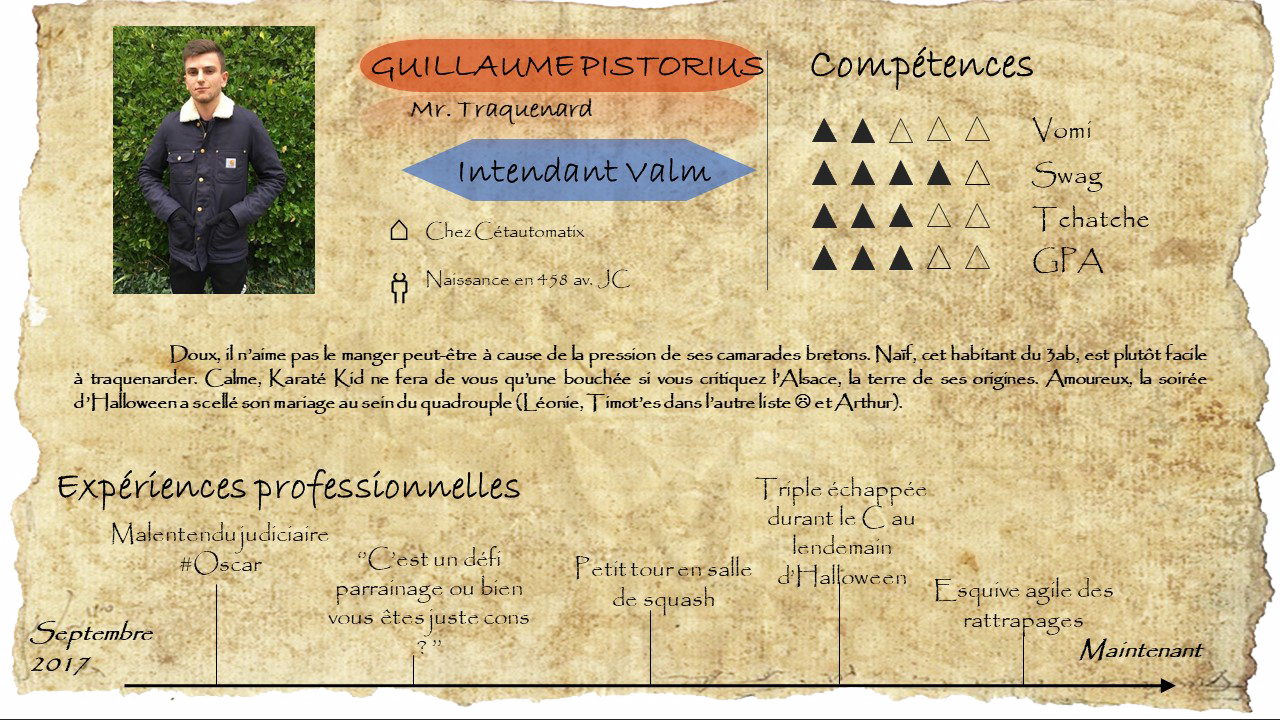 GUILLAUME PISTORIUS
Mr. Traquenard
Intendant Valm
Chez Cétautomatix
Naissance en 458 av. JC
Compétences
Vomi
Swag
Tchatche
GPA
Doux, il n'aime pas le manger peut-être à cause de la pression de ses camarades bretons. Naïf, cet habitant du 3ab, est plutôt facile
à traquenarder. Calme, Karaté Kid ne fera de vous qu'une bouchée si vous critiquez l'Alsace, la terre de ses origines. Amoureux, la soirée
d'Halloween a scellé son mariage au sein du quadrouple (Léonie, Timot'es dans l'autre liste ☹ et Arthur).
Expériences professionnelles
Malentendu judiciaire
#Oscar
''C'est un défi
parrainage ou bien
vous êtes juste cons
? ''
Petit tour en salle
de squash
Triple échappée
durant le C au
lendemain
d'Halloween
Esquive agile des
rattrapages
Septembre
2017
Maintenant